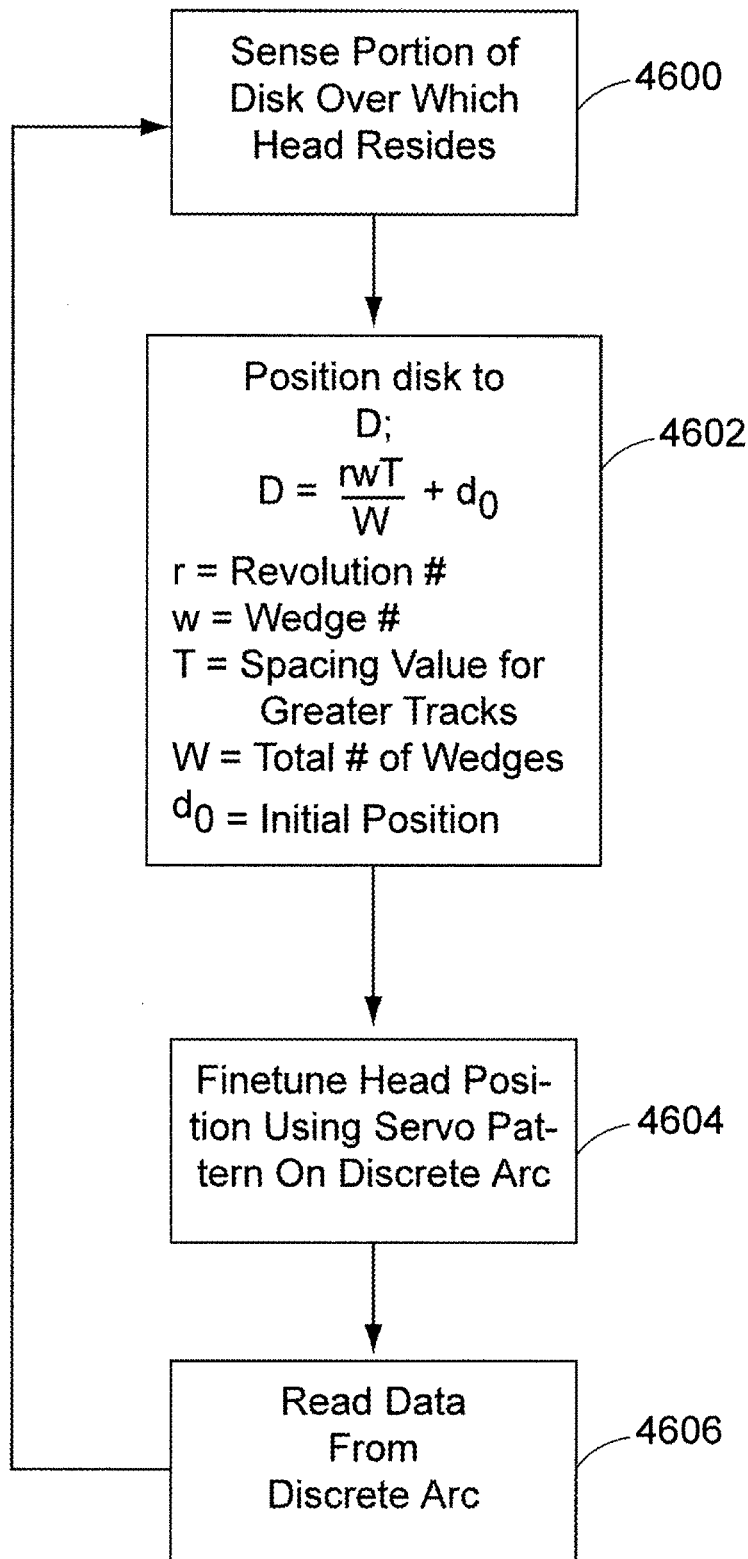 Sense Portion of
Disk Over Which
Head Resides
4600
Position disk to
D;
D = rwT/W + d0
r = Revolution #
w = Wedge #
T = Spacing Value for
Greater Tracks
W = Total # of Wedges
d0 = Initial Position
4602
Finetune Head Posi-
tion Using Servo Pat-
tern On Discrete Arc
4604
Read Data
From
Discrete Arc
4606